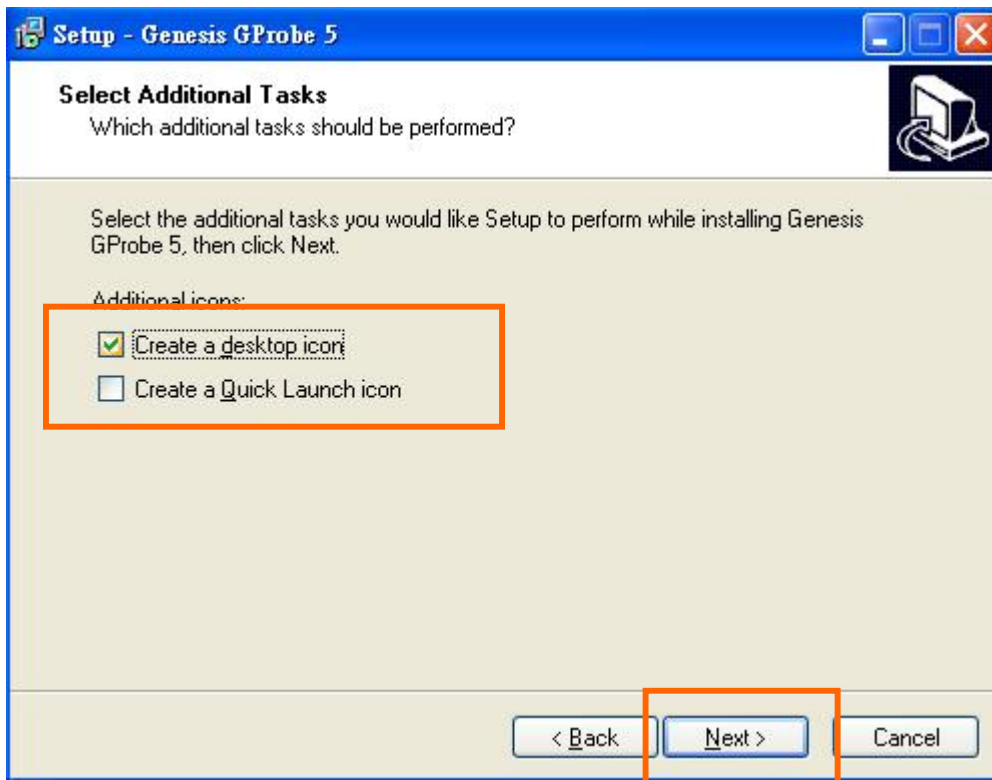 Setup - Genesis GProbe 5
Select Additional Tasks
Which additional tasks should be performed?
Select the additional tasks you would like Setup to perform while installing Genesis
GProbe 5, then click Next.
Additional icons:
Create a desktop icon
Create a Quick Launch icon
< Back
Next >
Cancel